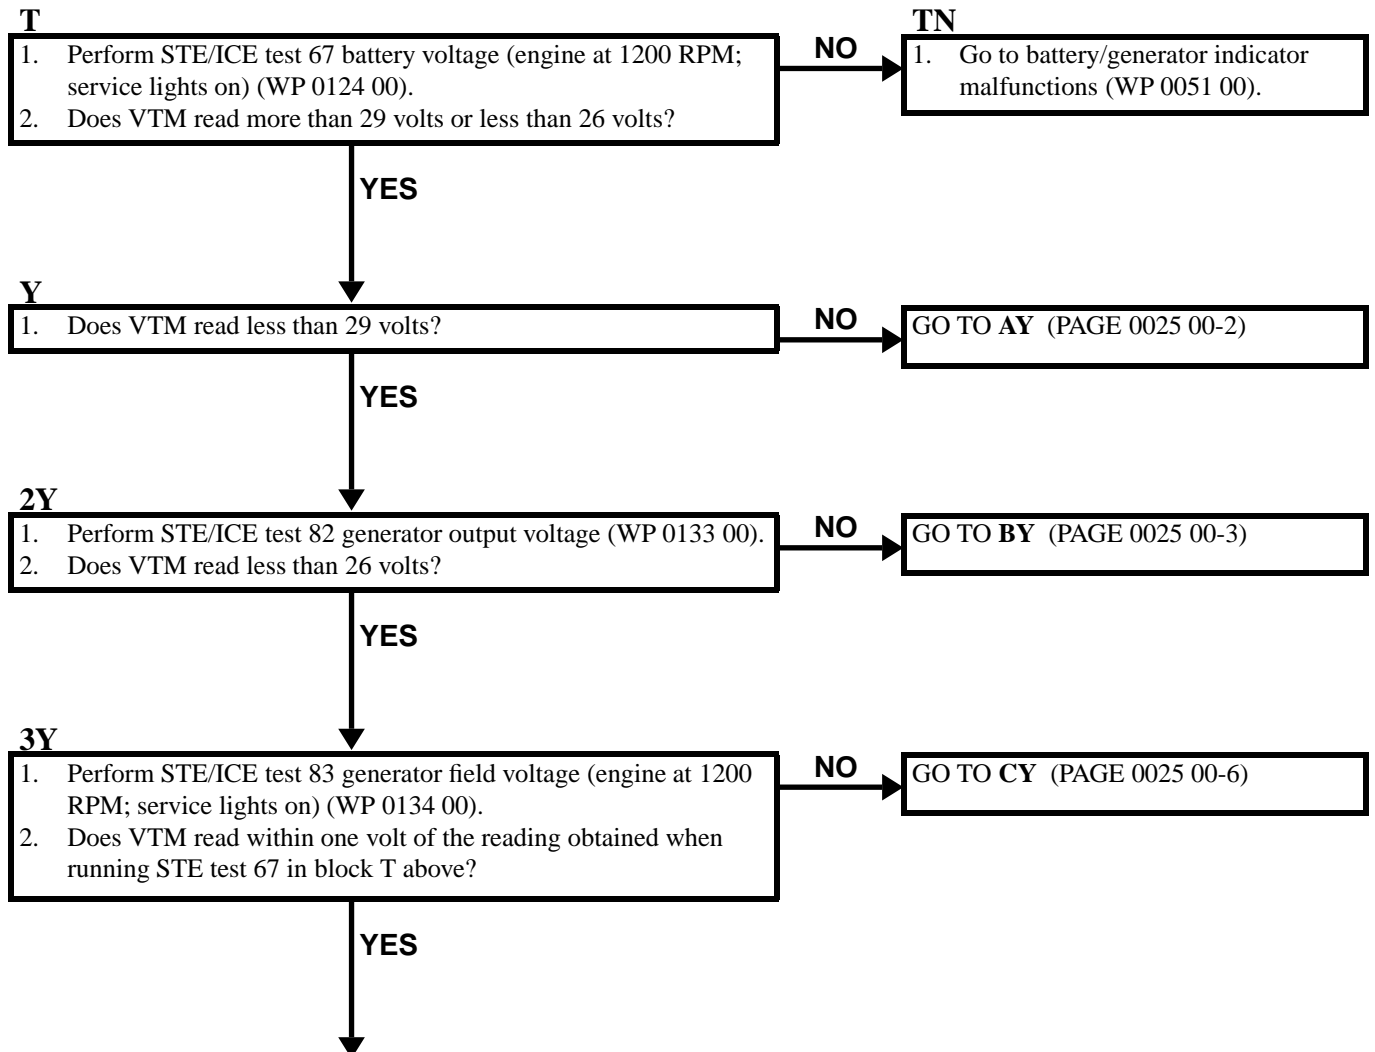 T
1. Perform STE/ICE test 67 battery voltage (engine at 1200 RPM;
service lights on) (WP 0124 00).
2. Does VTM read more than 29 volts or less than 26 volts?
NO
TN
1. Go to battery/generator indicator
malfunctions (WP 0051 00).
YES
Y
1. Does VTM read less than 29 volts?
NO
GO TO AY (PAGE 0025 00-2)
YES
2Y
1. Perform STE/ICE test 82 generator output voltage (WP 0133 00).
2. Does VTM read less than 26 volts?
NO
GO TO BY (PAGE 0025 00-3)
YES
3Y
1. Perform STE/ICE test 83 generator field voltage (engine at 1200
RPM; service lights on) (WP 0134 00).
2. Does VTM read within one volt of the reading obtained when
running STE test 67 in block T above?
NO
GO TO CY (PAGE 0025 00-6)
YES